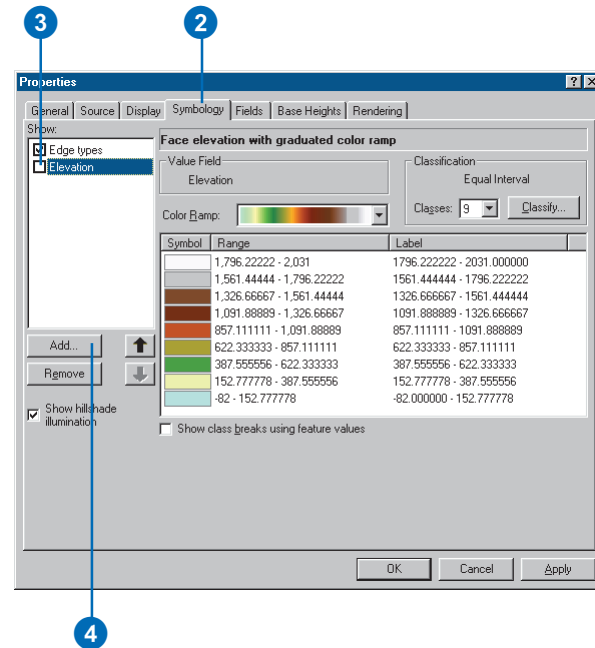 3
2
Properties
General
Source
Display
Symbology
Fields
Base Heights
Rendering
Show:
Edge types
Elevation
Face elevation with graduated color ramp
Value Field
Elevation
Classification
Equal Interval
Color Ramp:
Classes: 9
Classify...
Symbol Range Label
1,796.22222 - 2,031 1796.222222 - 2031.000000
1,561.44444 - 1,796.22222 1561.444444 - 1796.222222
1,326.66667 - 1,561.44444 1326.666667 - 1561.444444
1,091.88889 - 1,326.66667 1091.888889 - 1326.666667
857.111111 - 1,091.88889 857.111111 - 1091.888889
622.333333 - 857.111111 622.333333 - 857.111111
387.555556 - 622.333333 387.555556 - 622.333333
152.777778 - 387.555556 152.777778 - 387.555556
-82 - 152.777778 -82.000000 - 152.777778
Add...
Remove
Show hillshade
illumination
Show class breaks using feature values
OK
Cancel
Apply
4